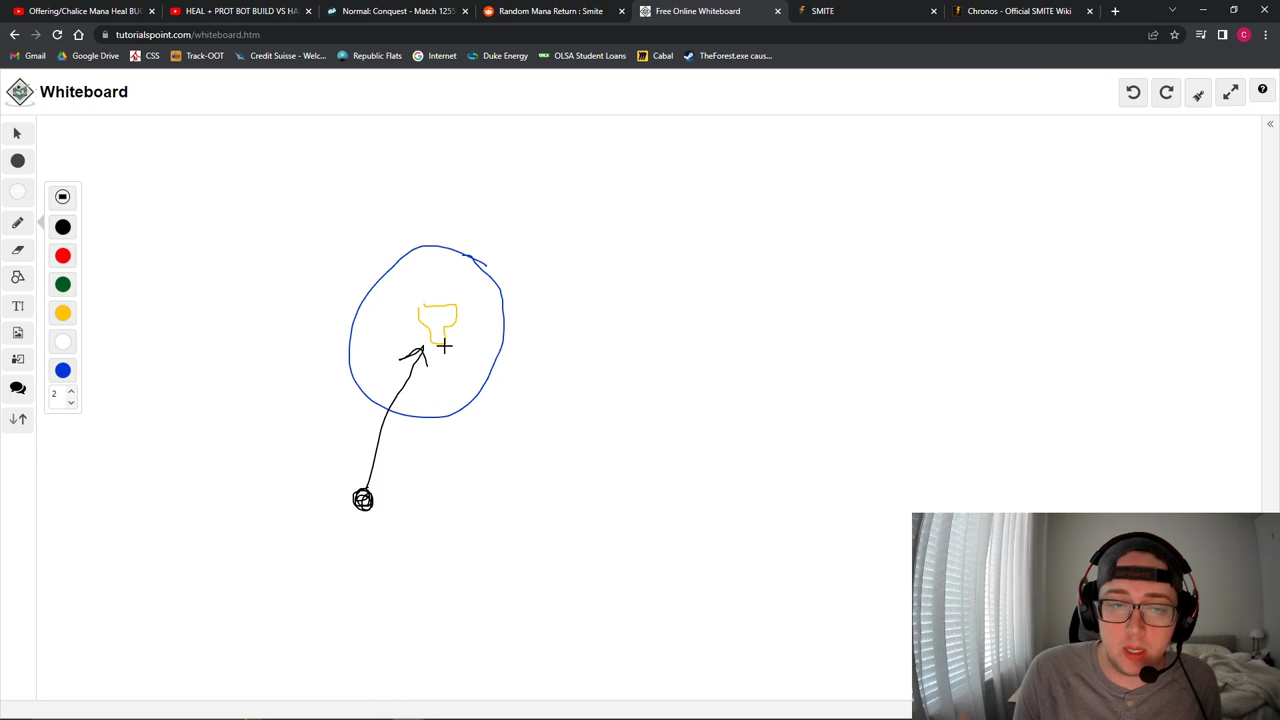 Offering/Chalice Mana Heal BUG
HEAL + PROT BOT BUILD VS HA
Normal: Conquest - Match 1255
Random Mana Return : Smite
Free Online Whiteboard
SMITE
Chronos - Official SMITE Wiki
tutorialspoint.com/whiteboard.htm
C
Gmail
Google Drive
CSS
Track-OOT
Credit Suisse - Welc...
Republic Flats
Internet
Duke Energy
OLSA Student Loans
Cabal
TheForest.exe caus...
Whiteboard
?
T
2